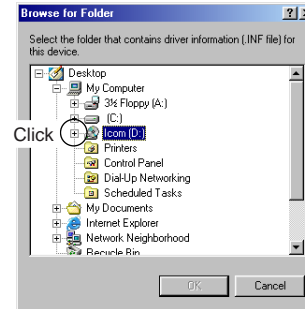 Browse for Folder
Select the folder that contains driver information (.INF file) for
this device.
Desktop
My Computer
3½ Floppy (A:)
(C:)
Click
Icom (D:)
Printers
Control Panel
Dial-Up Networking
Scheduled Tasks
My Documents
Internet Explorer
Network Neighborhood
Recycle Bin
OK
Cancel